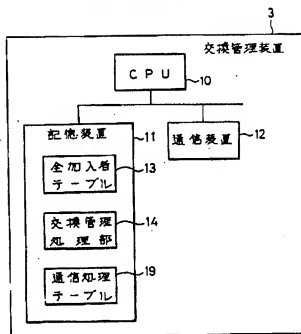 3
交換管理装置
CPU
10
記憶装置
11
通信装置
12
全加入者
テーブル
13
交換管理
処理部
14
通信処理
テーブル
19